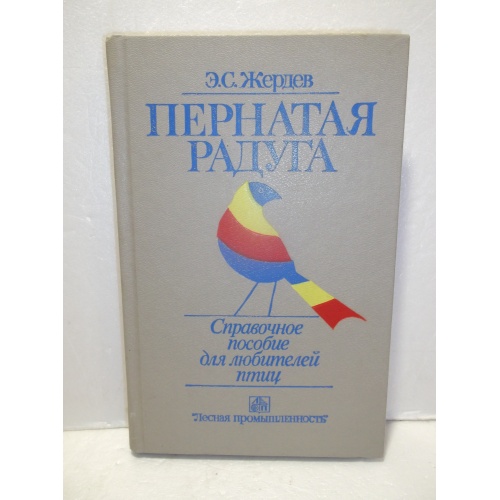 Э.С. Жердев
ПЕРНАТАЯ
РАДУГА
Справочное
пособие
для любителей
птиц
"Лесная промышленность"